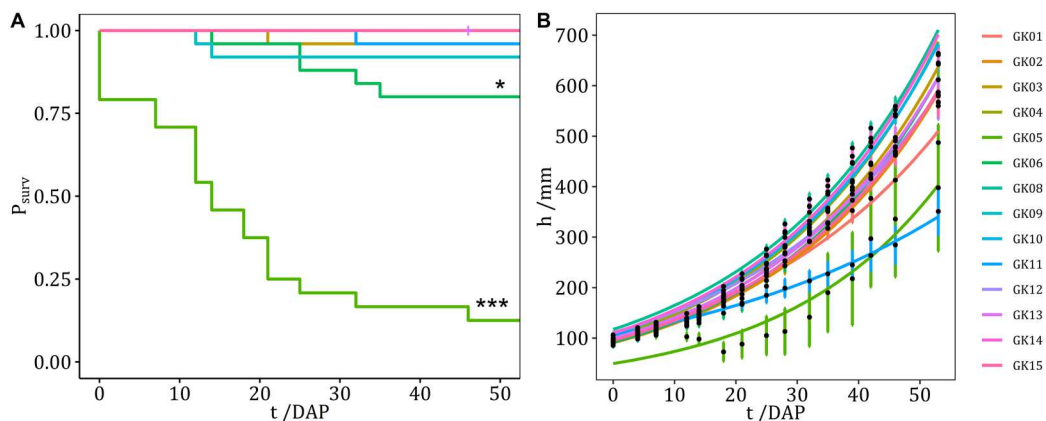 A
1.00
0.75
0.50
0.25
0.00
P_surv
*
***
0 10 20 30 40 50
t /DAP
B
700
600
500
400
300
200
100
h /mm
0 10 20 30 40 50
t /DAP
GK01
GK02
GK03
GK04
GK05
GK06
GK08
GK09
GK10
GK11
GK12
GK13
GK14
GK15